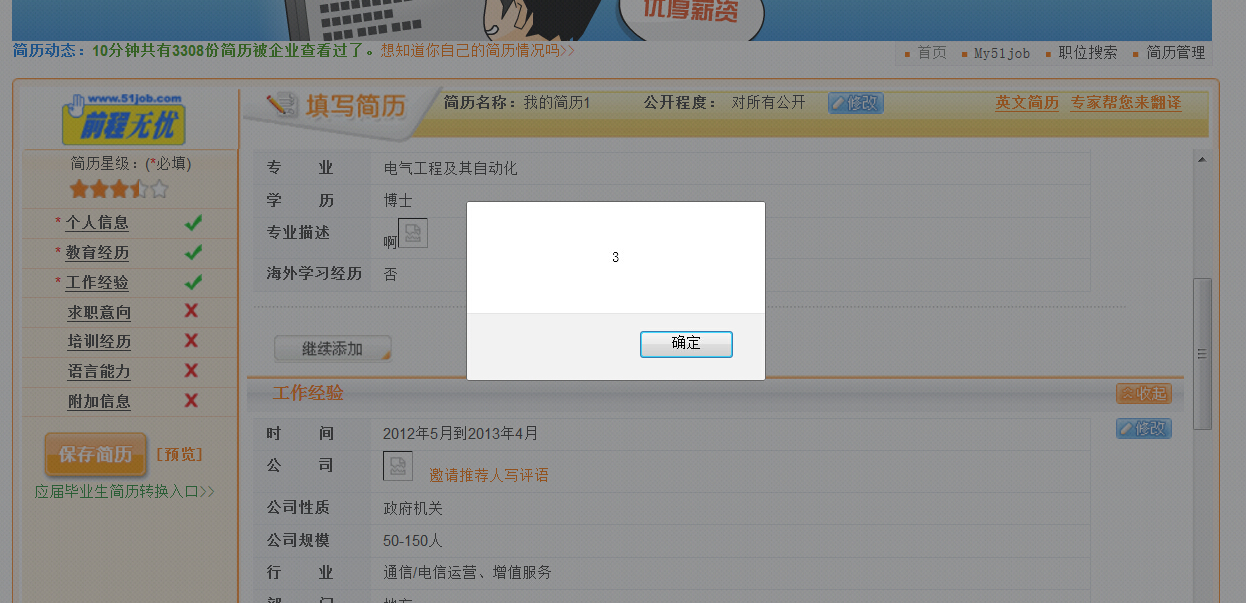 优厚薪资
简历动态：10分钟共有3308份简历被企业查看过了。想知道你自己的简历情况吗>>
首页 My51job 职位搜索 简历管理
www.51job.com
前程无忧
填写简历 简历名称：我的简历1 公开程度： 对所有公开 修改 英文简历 专家帮您来翻译
简历星级：(*必填)
* 个人信息
* 教育经历
* 工作经验
求职意向
培训经历
语言能力
附加信息
保存简历 [预览]
应届毕业生简历转换入口>>
专 业 电气工程及其自动化
学 历 博士
专业描述 啊
海外学习经历 否
继续添加
3
确定
工作经验 收起
时 间 2012年5月到2013年4月 修改
公 司 邀请推荐人写评语
公司性质 政府机关
公司规模 50-150人
行 业 通信/电信运营、增值服务
部 门